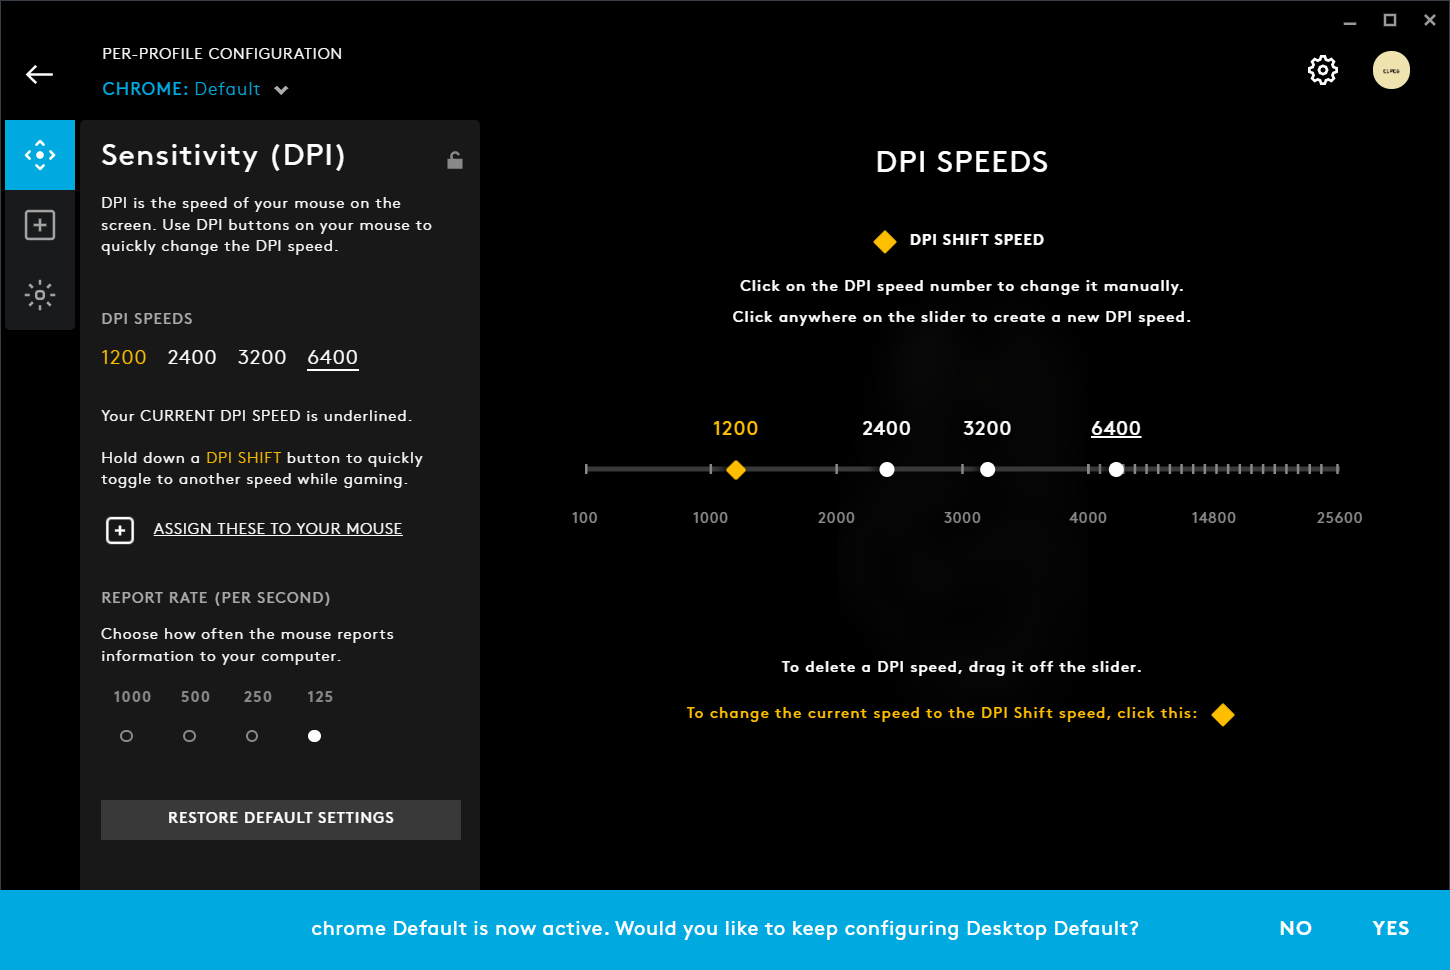 PER-PROFILE CONFIGURATION
CHROME: Default
Sensitivity (DPI)
DPI is the speed of your mouse on the
screen. Use DPI buttons on your mouse to
quickly change the DPI speed.
DPI SPEEDS
1200 2400 3200 6400
Your CURRENT DPI SPEED is underlined.
Hold down a DPI SHIFT button to quickly
toggle to another speed while gaming.
ASSIGN THESE TO YOUR MOUSE
REPORT RATE (PER SECOND)
Choose how often the mouse reports
information to your computer.
1000 500 250 125
RESTORE DEFAULT SETTINGS
DPI SPEEDS
DPI SHIFT SPEED
Click on the DPI speed number to change it manually.
Click anywhere on the slider to create a new DPI speed.
1200 2400 3200 6400
100 1000 2000 3000 4000 14800 25600
To delete a DPI speed, drag it off the slider.
To change the current speed to the DPI Shift speed, click this:
chrome Default is now active. Would you like to keep configuring Desktop Default?
NO YES